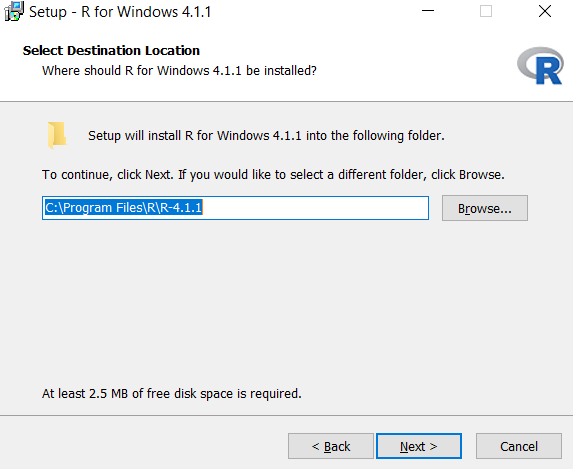 Setup - R for Windows 4.1.1
Select Destination Location
Where should R for Windows 4.1.1 be installed?
R
Setup will install R for Windows 4.1.1 into the following folder.
To continue, click Next. If you would like to select a different folder, click Browse.
C:\Program Files\R\R-4.1.1
Browse...
At least 2.5 MB of free disk space is required.
< Back
Next >
Cancel